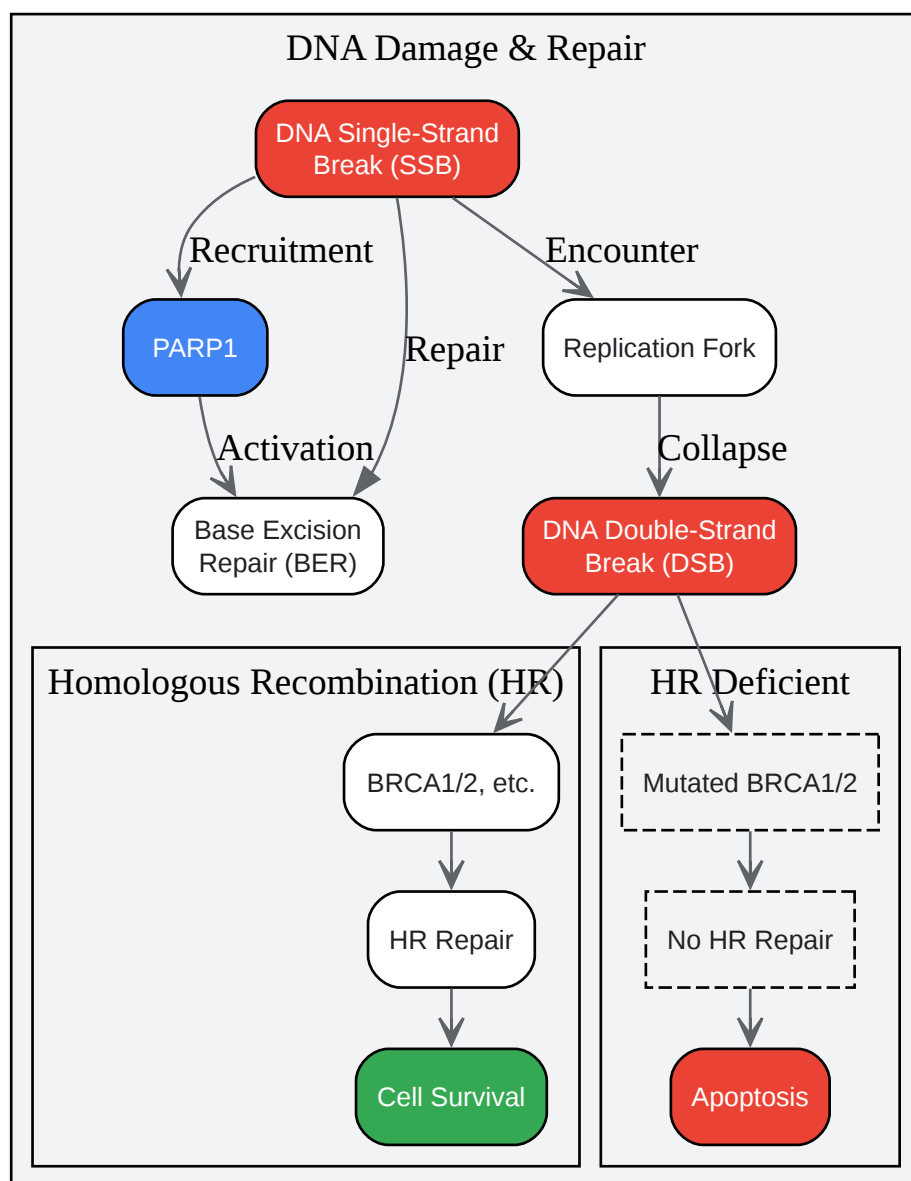 DNA Damage & Repair
DNA Single-Strand
Break (SSB)
Recruitment
Encounter
PARP1
Repair
Replication Fork
Activation
Collapse
Base Excision
Repair (BER)
DNA Double-Strand
Break (DSB)
Homologous Recombination (HR)
HR Deficient
BRCA1/2, etc.
Mutated BRCA1/2
HR Repair
No HR Repair
Cell Survival
Apoptosis